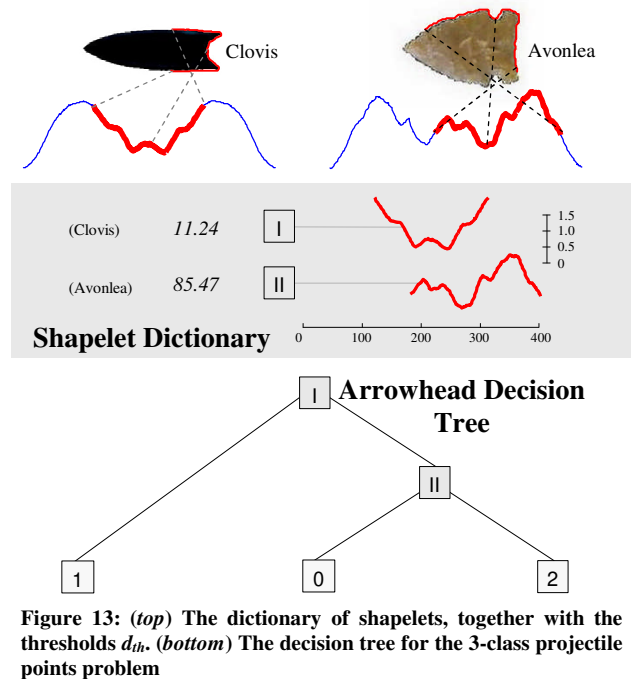 Clovis
Avonlea
(Clovis) 11.24 I
1.5
1.0
0.5
0
(Avonlea) 85.47 II
Shapelet Dictionary
0 100 200 300 400
I
Arrowhead Decision
Tree
II
1 0 2
Figure 13: (top) The dictionary of shapelets, together with the
thresholds dth. (bottom) The decision tree for the 3-class projectile
points problem